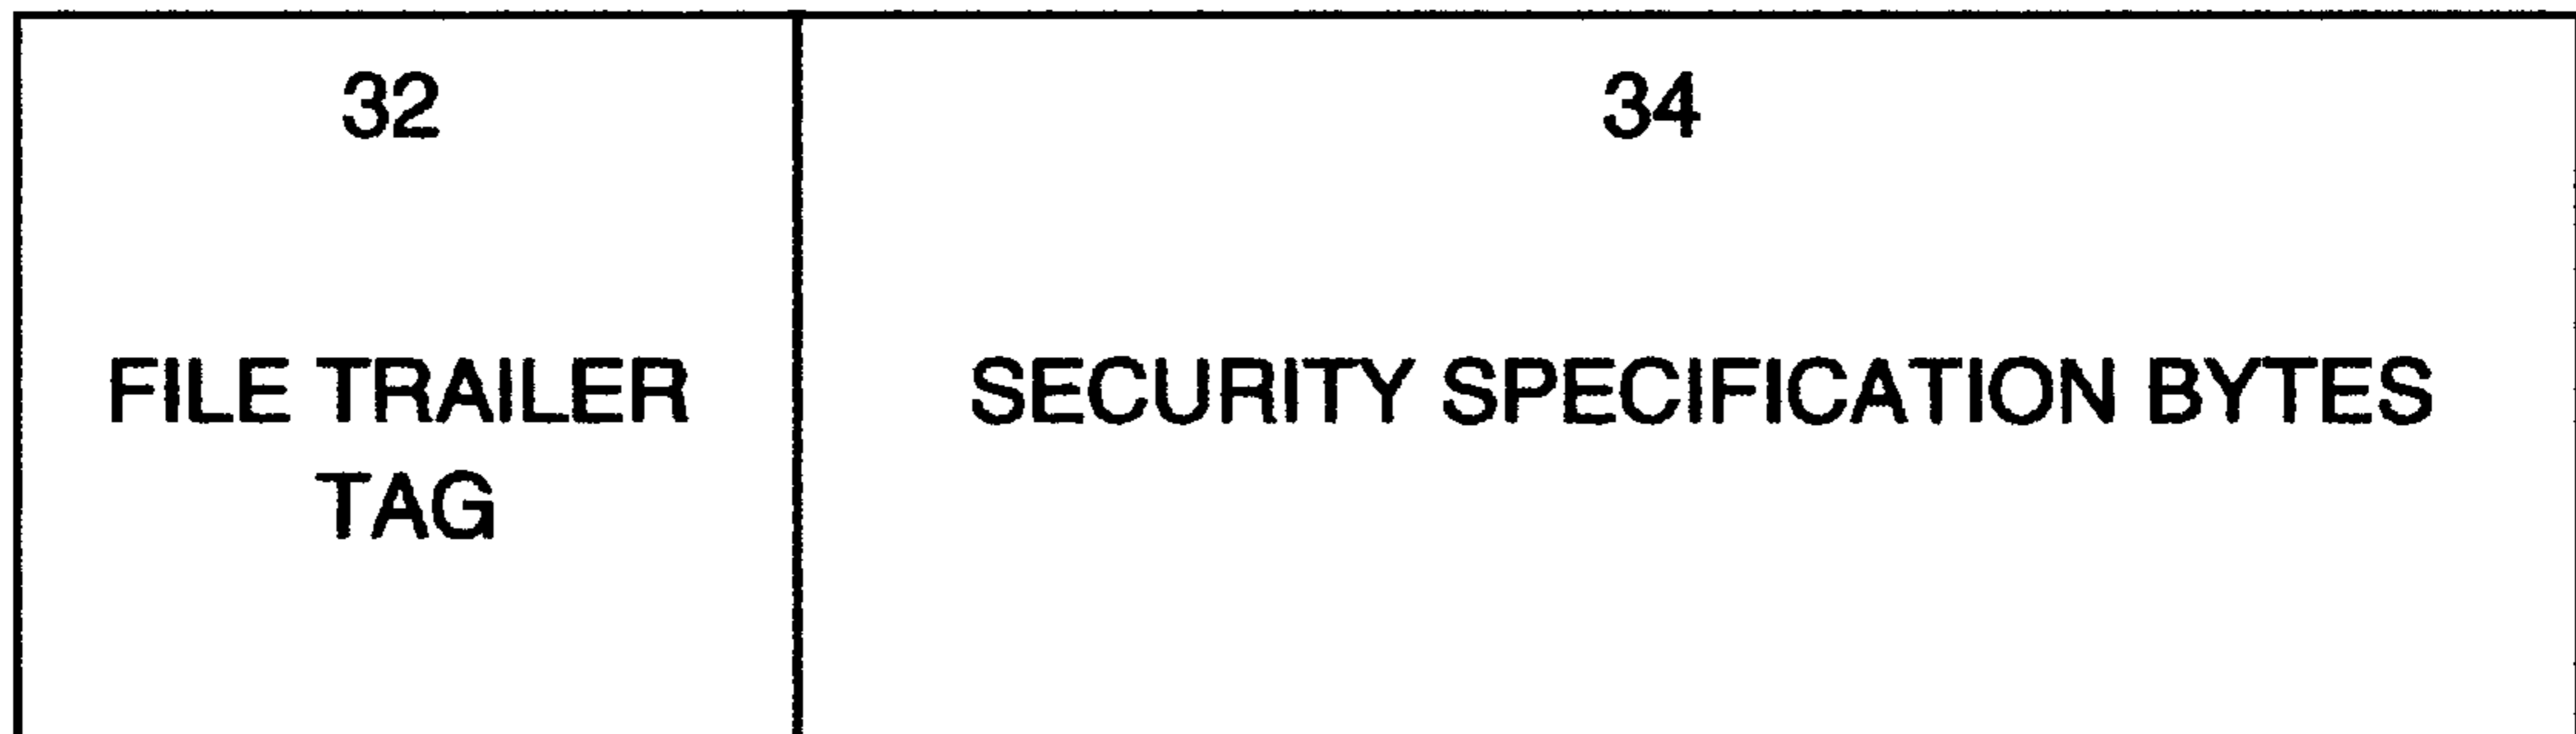 32
FILE TRAILER
TAG
34
SECURITY SPECIFICATION BYTES